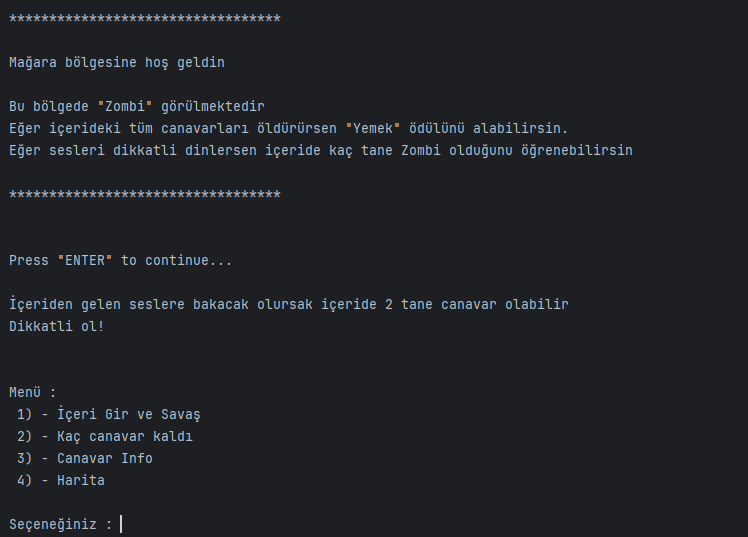 **********************************
Mağara bölgesine hoş geldin
Bu bölgede "Zombi" görülmektedir
Eğer içerideki tüm canavarları öldürürsen "Yemek" ödülünü alabilirsin.
Eğer sesleri dikkatli dinlersen içeride kaç tane Zombi olduğunu öğrenebilirsin
**********************************
Press "ENTER" to continue...
İçeriden gelen seslere bakacak olursak içeride 2 tane canavar olabilir
Dikkatli ol!
Menü :
1) - İçeri Gir ve Savaş
2) - Kaç canavar kaldı
3) - Canavar Info
4) - Harita
Seçeneğiniz :